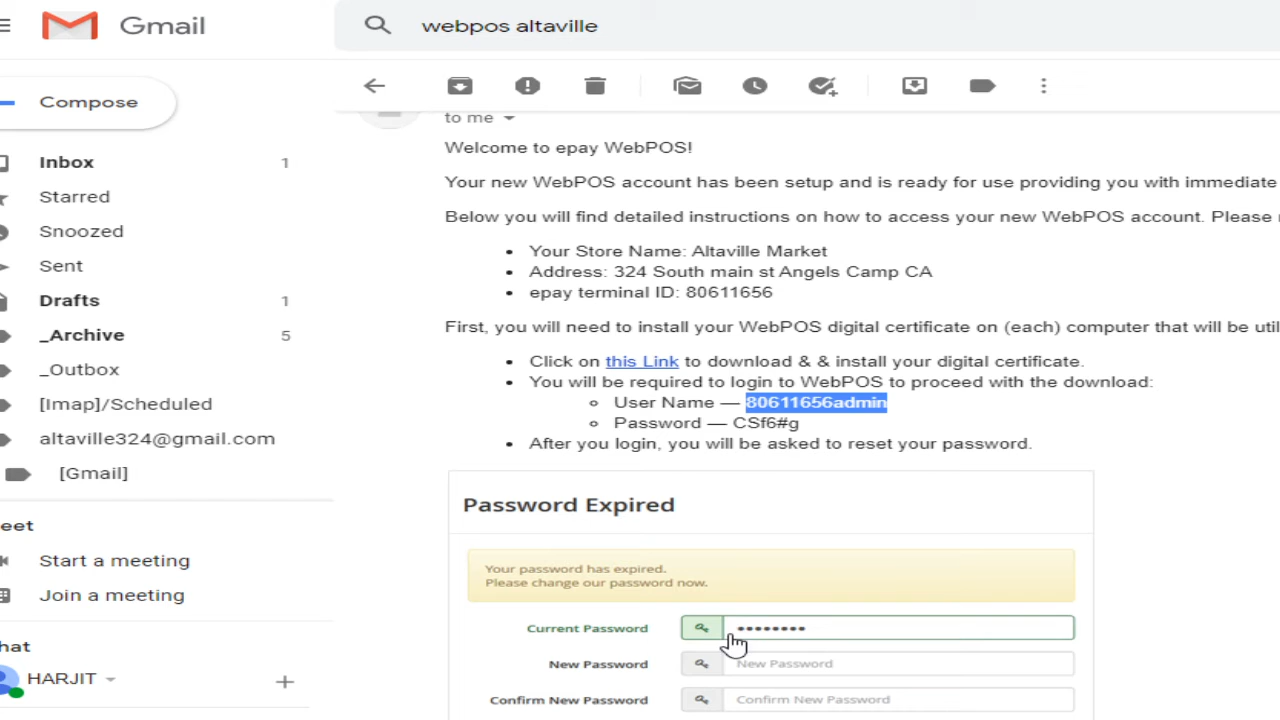 Gmail
webpos altaville
Compose
to me
Welcome to epay WebPOS!
Inbox 1
Your new WebPOS account has been setup and is ready for use providing you with immediate
Starred
Below you will find detailed instructions on how to access your new WebPOS account. Please
Snoozed
Your Store Name: Altaville Market
Sent
Address: 324 South main st Angels Camp CA
epay terminal ID: 80611656
Drafts 1
First, you will need to install your WebPOS digital certificate on (each) computer that will be
_Archive 5
Click on this Link to download & & install your digital certificate.
_Outbox
You will be required to login to WebPOS to proceed with the download:
[Imap]/Scheduled
User Name — 80611656admin
Password — CSf6#g
altaville324@gmail.com
After you login, you will be asked to reset your password.
[Gmail]
Password Expired
eet
Start a meeting
Your password has expired.
Please change our password now.
Join a meeting
Current Password ••••••••
hat
New Password New Password
HARJIT
Confirm New Password Confirm New Password